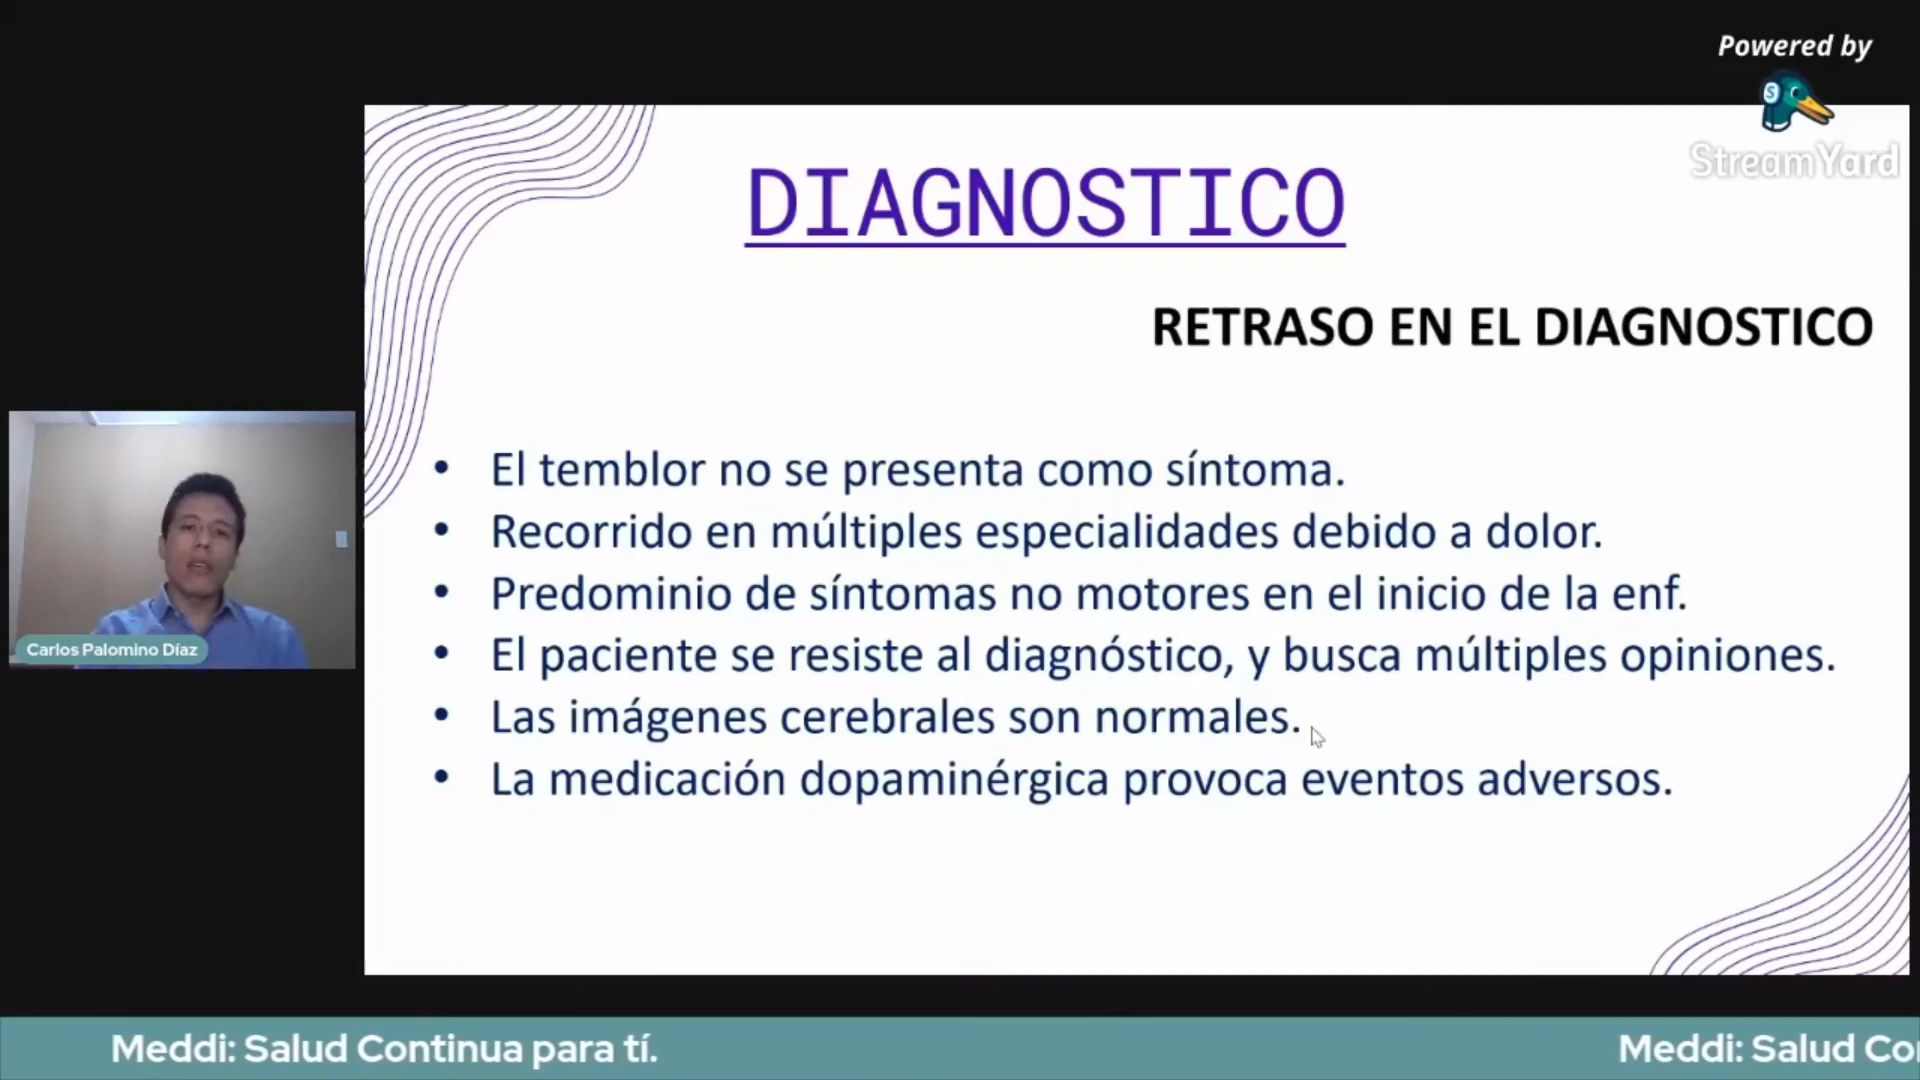 Powered by
StreamYard
DIAGNOSTICO
RETRASO EN EL DIAGNOSTICO
• El temblor no se presenta como síntoma.
• Recorrido en múltiples especialidades debido a dolor.
• Predominio de síntomas no motores en el inicio de la enf.
• El paciente se resiste al diagnóstico, y busca múltiples opiniones.
• Las imágenes cerebrales son normales.
• La medicación dopaminérgica provoca eventos adversos.
Carlos Palomino Díaz
Meddi: Salud Continua para tí.
Meddi: Salud Co